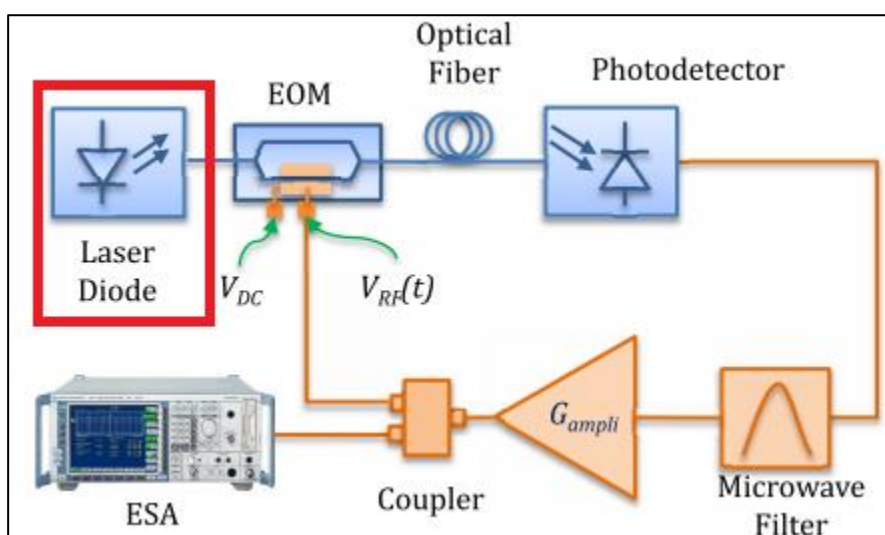 Optical
Fiber
EOM
Photodetector
Laser
Diode
V_DC
V_RF(t)
G_ampli
ESA
Coupler
Microwave
Filter